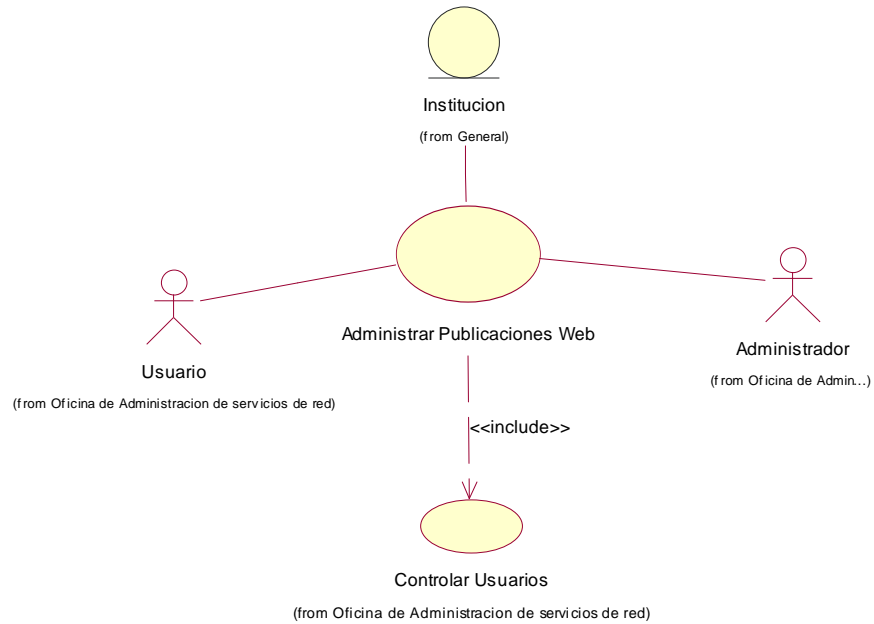 Institucion
(from General)
Administrar Publicaciones Web
Usuario
(from Oficina de Administracion de servicios de red)
Administrador
(from Oficina de Admin...)
<<include>>
Controlar Usuarios
(from Oficina de Administracion de servicios de red)